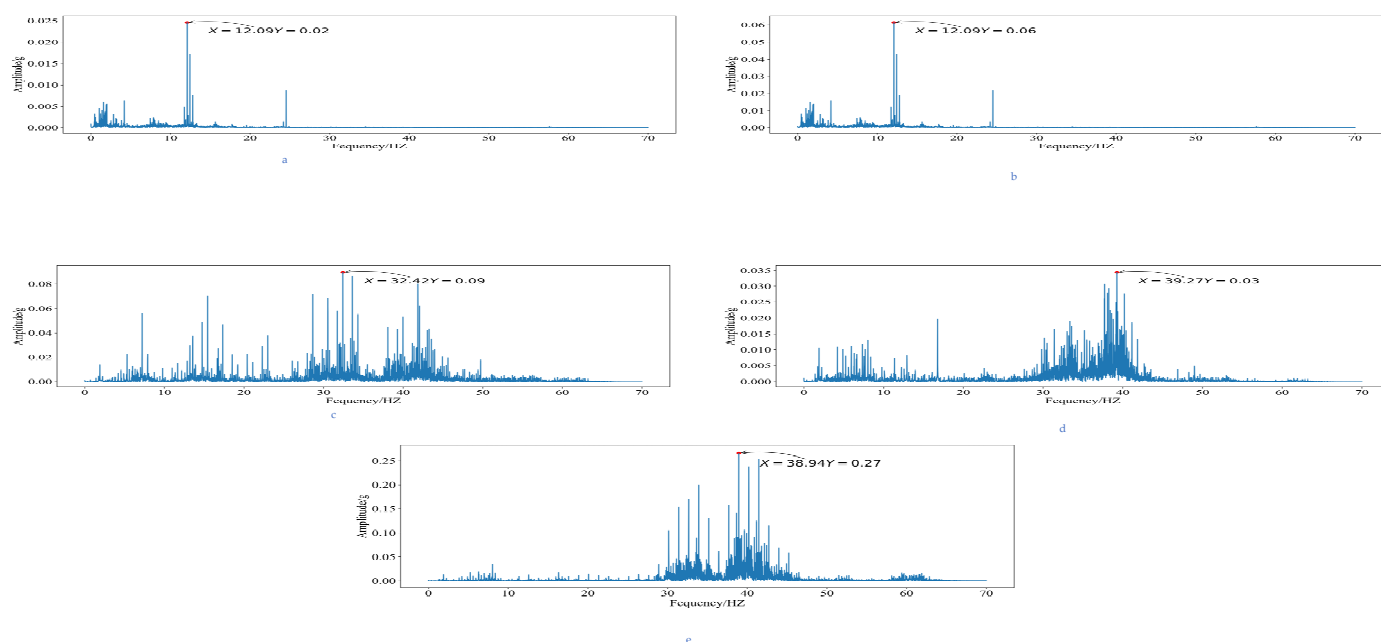 0.025
0.020
0.015
0.010
0.005
0.000
Amplitude/g
X = 12.09Y = 0.02
0 10 20 30 40 50 60 70
Fequency/HZ
a
0.06
0.05
0.04
0.03
0.02
0.01
0.00
Amplitude/g
X = 12.09Y = 0.06
0 10 20 30 40 50 60 70
Fequency/HZ
b
0.08
0.06
0.04
0.02
0.00
Amplitude/g
X = 32.42Y = 0.09
0 10 20 30 40 50 60 70
Fequency/HZ
c
0.035
0.030
0.025
0.020
0.015
0.010
0.005
0.000
Amplitude/g
X = 39.27Y = 0.03
0 10 20 30 40 50 60 70
Fequency/HZ
d
0.25
0.20
0.15
0.10
0.05
0.00
Amplitude/g
X = 38.94Y = 0.27
0 10 20 30 40 50 60 70
Fequency/HZ
e